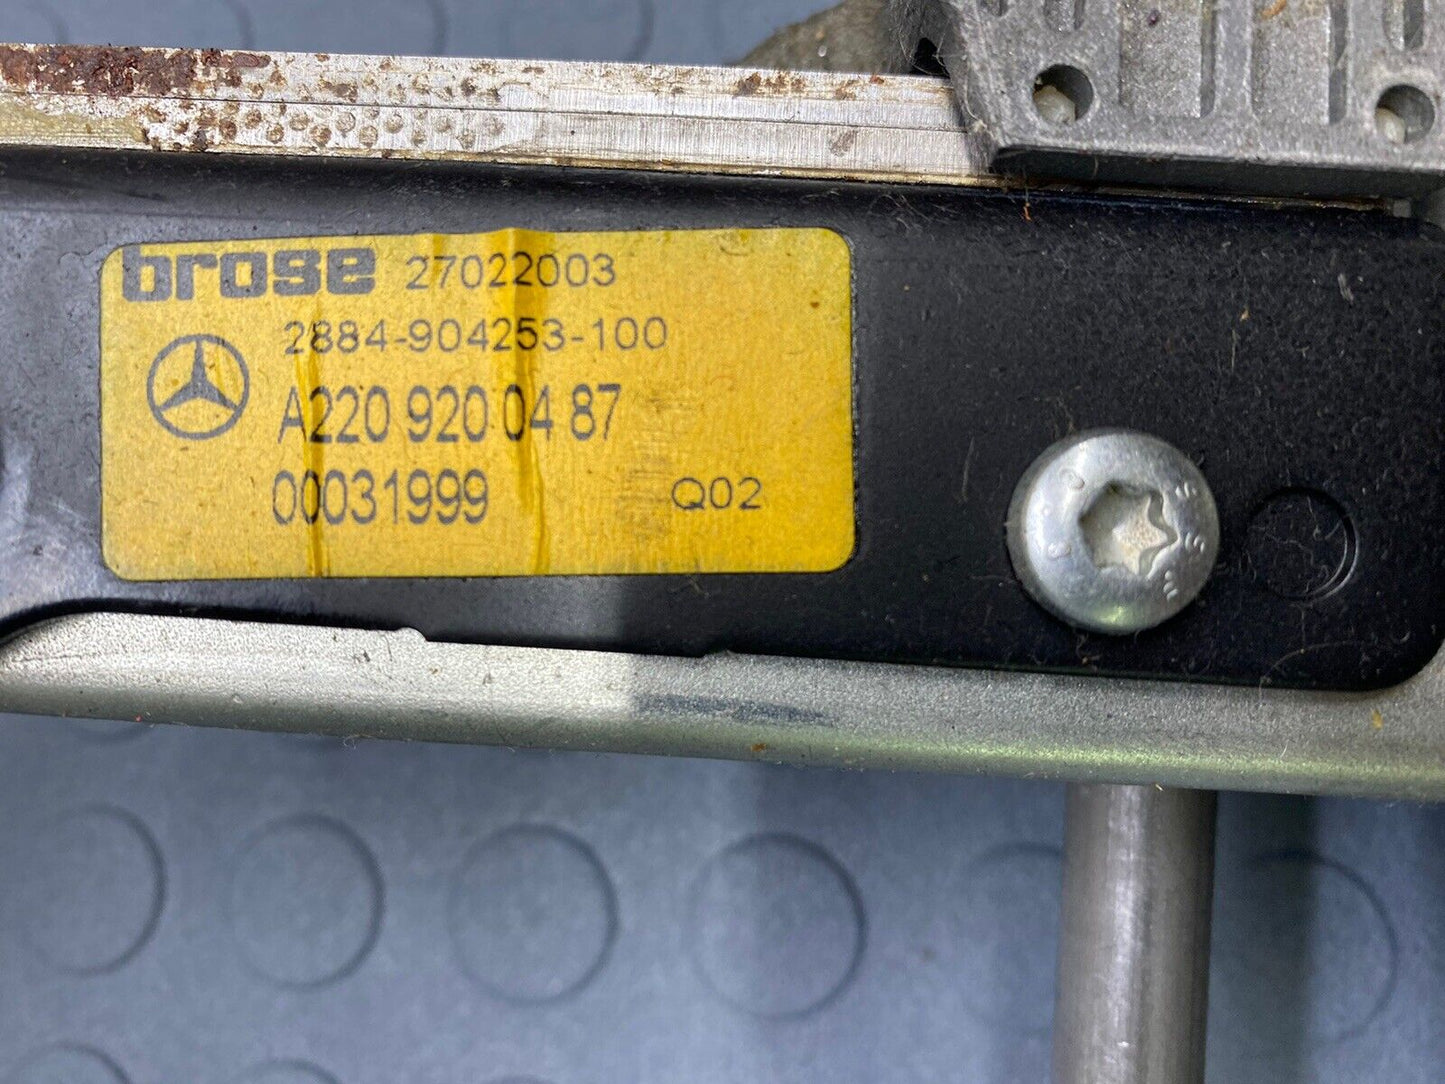 brose 27022003
2884-904253-100
A220 920 04 87
00031999 Q02